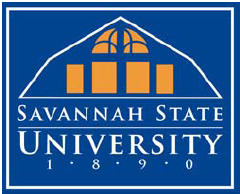 SAVANNAH STATE
UNIVERSITY
1 · 8 · 9 · 0